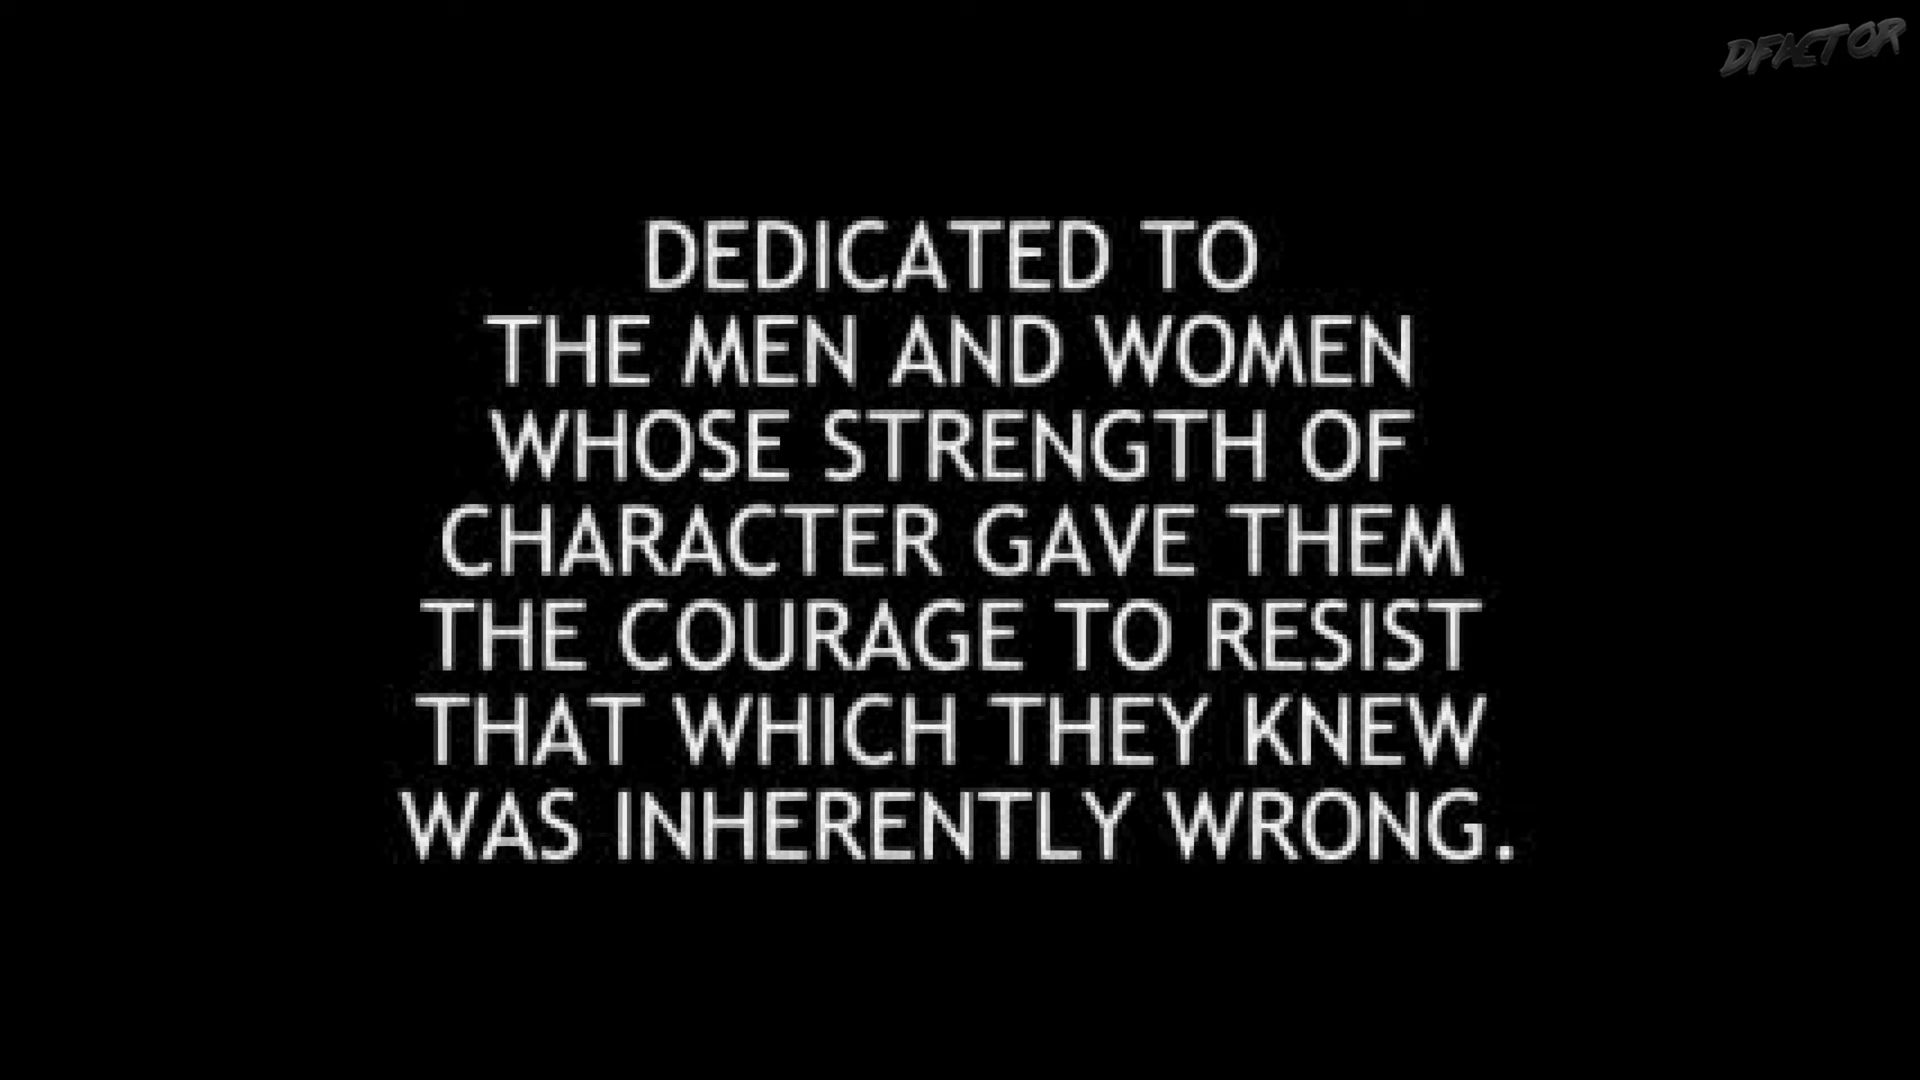 DFACTOR
DEDICATED TO
THE MEN AND WOMEN
WHOSE STRENGTH OF
CHARACTER GAVE THEM
THE COURAGE TO RESIST
THAT WHICH THEY KNEW
WAS INHERENTLY WRONG.